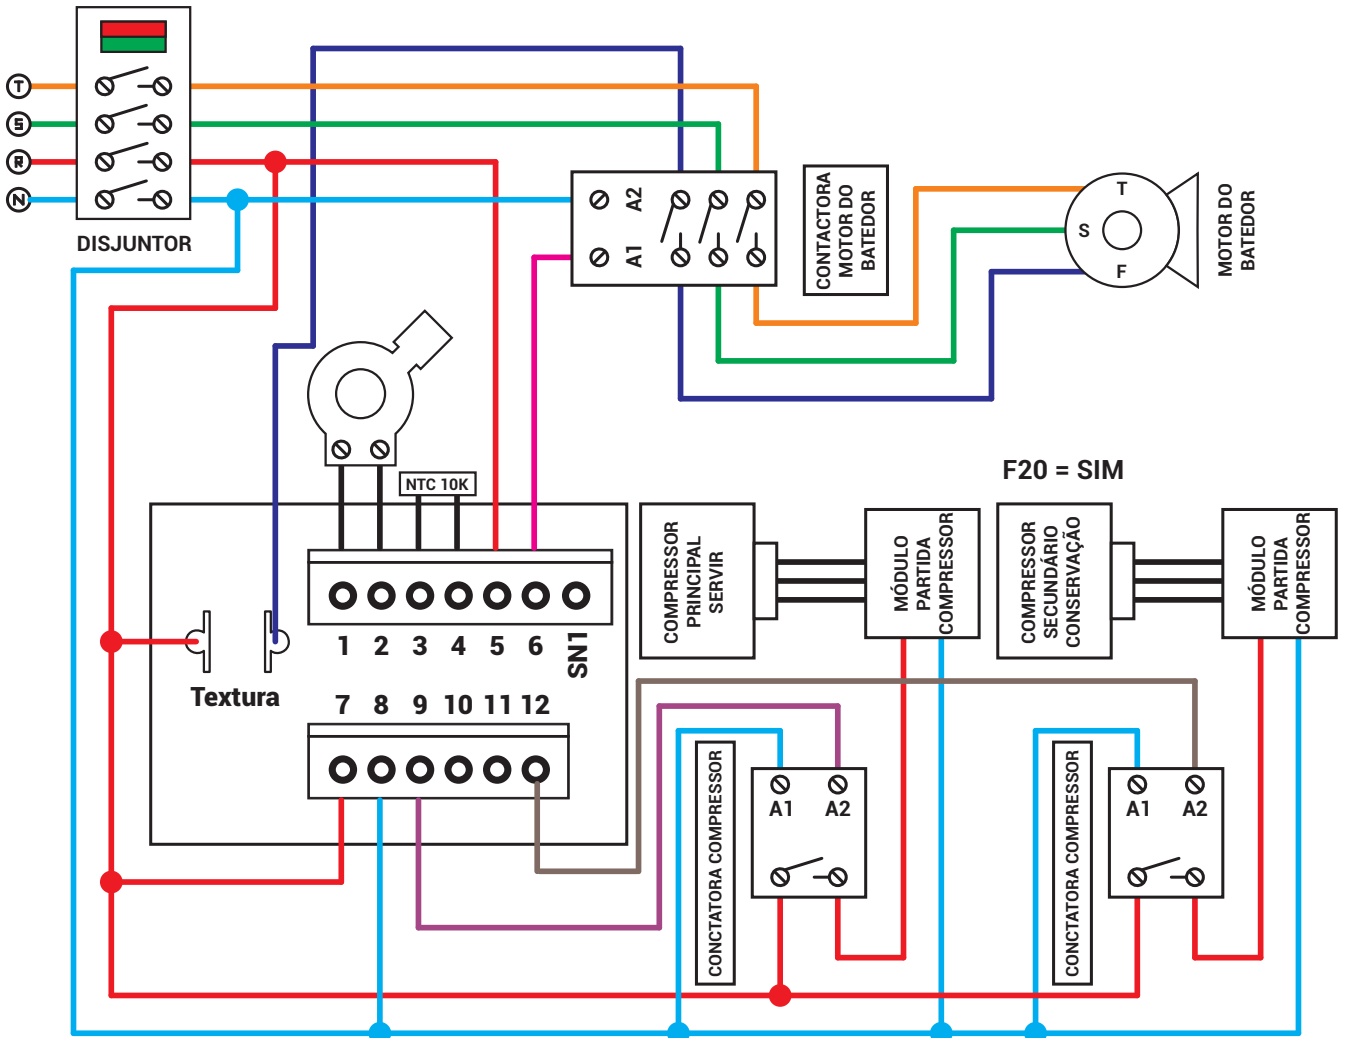 T
S
R
N
DISJUNTOR
A2
A1
CONTACTORA
MOTOR DO
BATEDOR
T
S
F
MOTOR DO
BATEDOR
NTC 10K
F20 = SIM
1 2 3 4 5 6 SN1
Textura
7 8 9 10 11 12
COMPRESSOR
PRINCIPAL
SERVIR
MÓDULO
PARTIDA
COMPRESSOR
COMPRESSOR
SECUNDÁRIO
CONSERVAÇÃO
MÓDULO
PARTIDA
COMPRESSOR
CONCTATORA COMPRESSOR
A1 A2
CONCTATORA COMPRESSOR
A1 A2